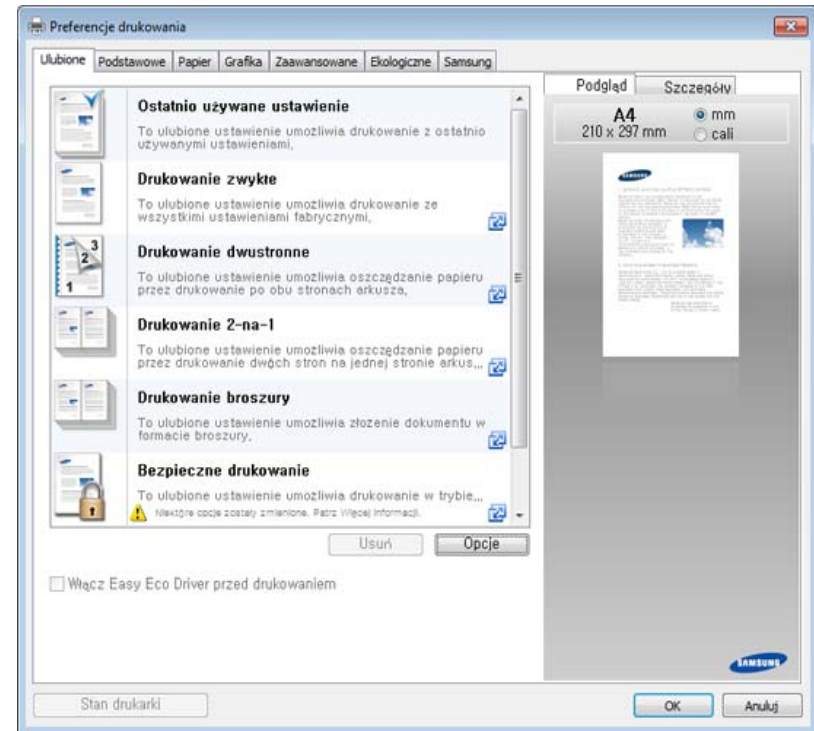 Preferencje drukowania
Ulubione Podstawowe Papier Grafika Zaawansowane Ekologiczne Samsung
Ostatnio używane ustawienie
To ulubione ustawienie umożliwia drukowanie z ostatnio
używanymi ustawieniami,
Drukowanie zwykłe
To ulubione ustawienie umożliwia drukowanie ze
wszystkimi ustawieniami fabrycznymi,
3
2
1
Drukowanie dwustronne
To ulubione ustawienie umożliwia oszczędzanie papieru
przez drukowanie po obu stronach arkusza,
Drukowanie 2-na-1
To ulubione ustawienie umożliwia oszczędzanie papieru
przez drukowanie dwóch stron na jednej stronie arkus,,,
Drukowanie broszury
To ulubione ustawienie umożliwia złożenie dokumentu w
formacie broszury,
Bezpieczne drukowanie
To ulubione ustawienie umożliwia drukowanie w trybie,,,
Niektóre opcje zostały zmienione. Patrz Więcej informacji.
Usuń Opcje
Włącz Easy Eco Driver przed drukowaniem
Podgląd Szczegóły
A4 mm
210 x 297 mm cali
SAMSUNG
SAMSUNG
Stan drukarki OK Anuluj